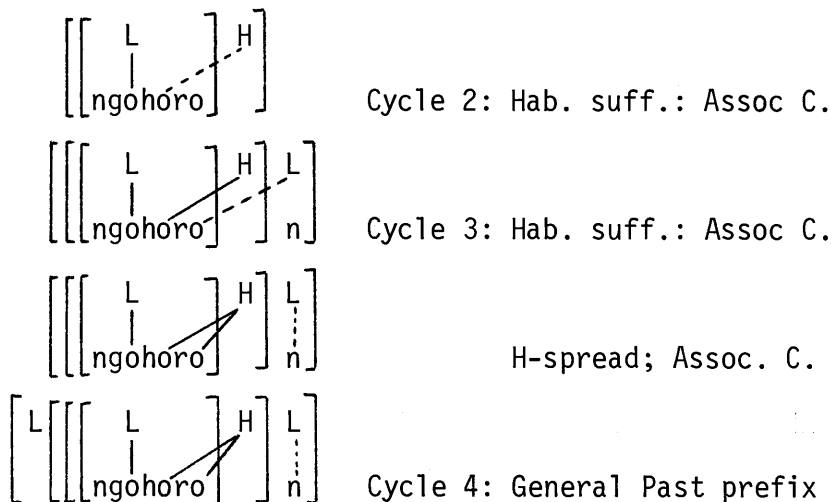 [[[ L ] H ]
[[ngohoro] ] Cycle 2: Hab. suff.: Assoc C.
[[[ L ] H ] L ]
[[[ngohoro] ] n ] Cycle 3: Hab. suff.: Assoc C.
[[[ L ] H ] L ]
[[[ngohoro] ] n ] H-spread; Assoc. C.
[ L [[[ L ] H ] L ]
[ [[[ngohoro] ] n ] Cycle 4: General Past prefix